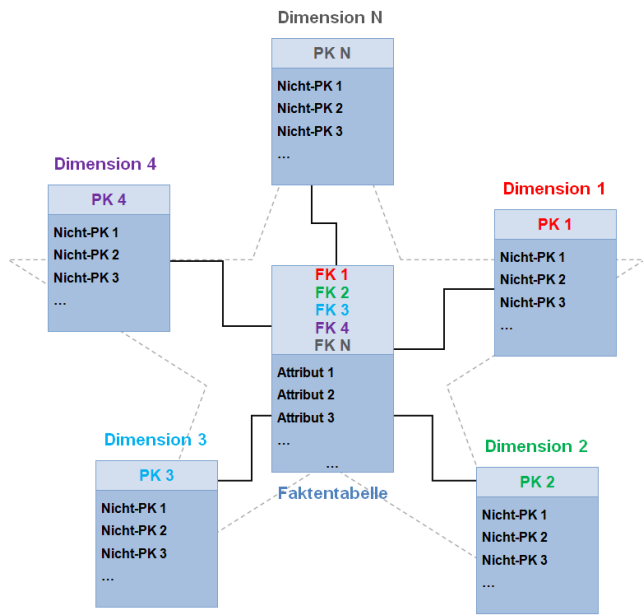 Dimension N
PK N
Nicht-PK 1
Nicht-PK 2
Nicht-PK 3
...
Dimension 4
PK 4
Nicht-PK 1
Nicht-PK 2
Nicht-PK 3
...
Dimension 1
PK 1
Nicht-PK 1
Nicht-PK 2
Nicht-PK 3
...
FK 1
FK 2
FK 3
FK 4
FK N
Attribut 1
Attribut 2
Attribut 3
...
...
Faktentabelle
Dimension 3
PK 3
Nicht-PK 1
Nicht-PK 2
Nicht-PK 3
...
Dimension 2
PK 2
Nicht-PK 1
Nicht-PK 2
Nicht-PK 3
...